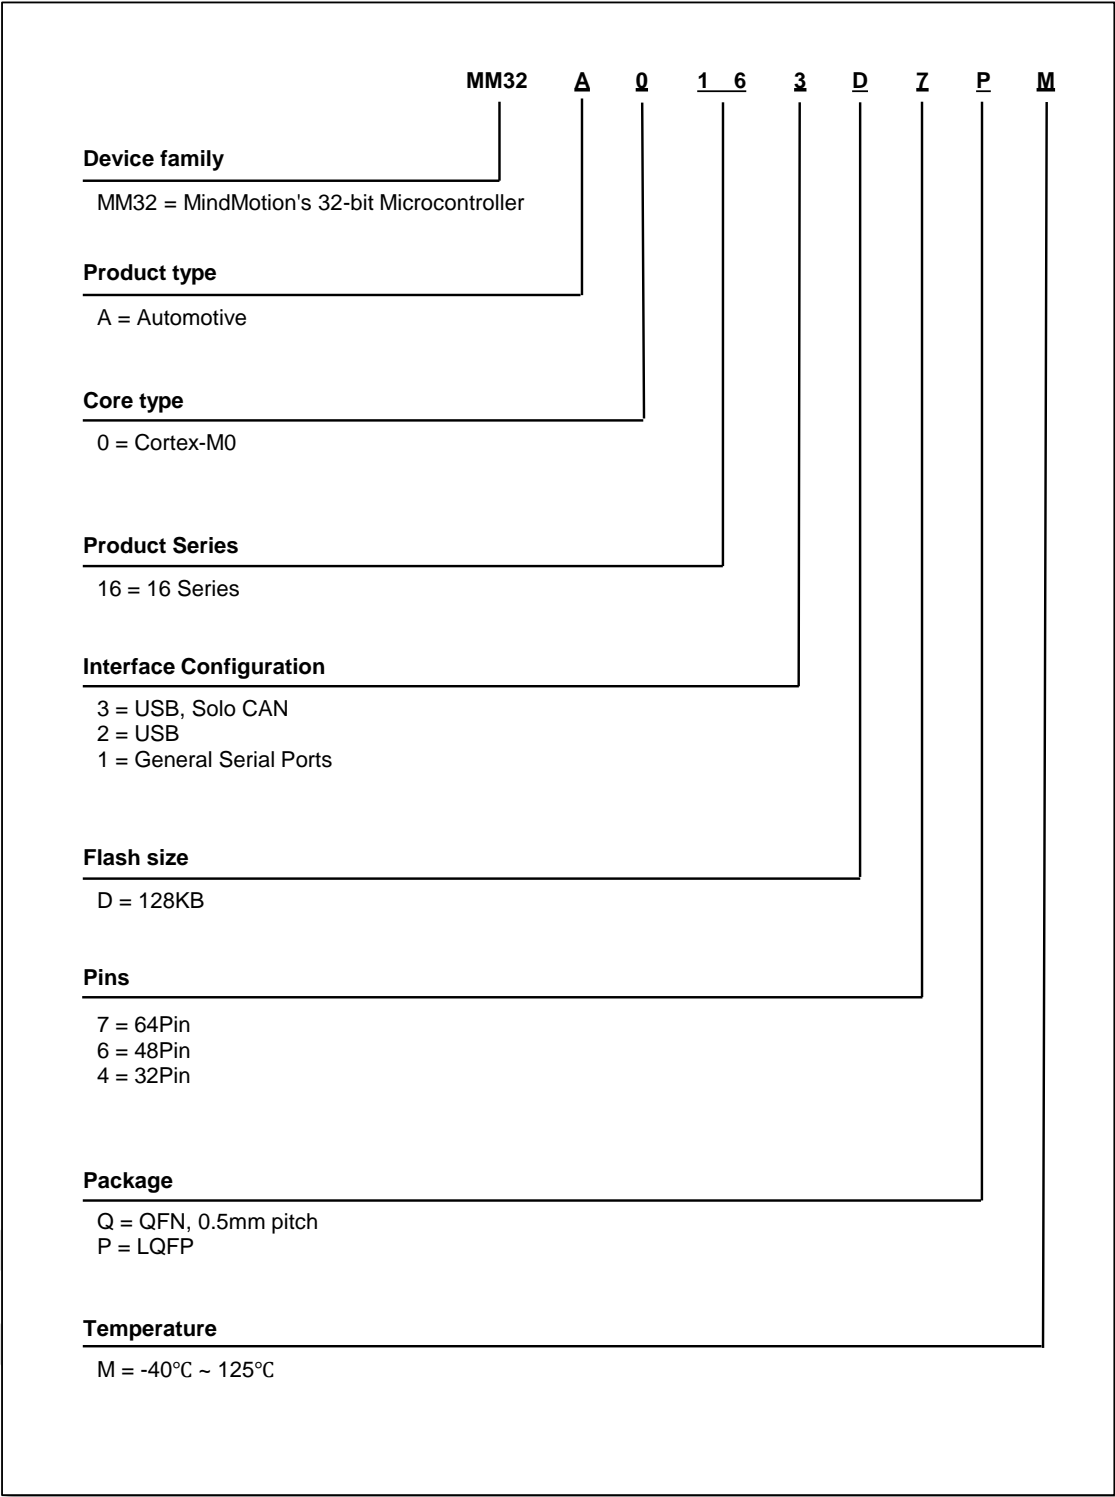 MM32 A 0 1 6 3 D 7 P M
Device family
MM32 = MindMotion's 32-bit Microcontroller
Product type
A = Automotive
Core type
0 = Cortex-M0
Product Series
16 = 16 Series
Interface Configuration
3 = USB, Solo CAN
2 = USB
1 = General Serial Ports
Flash size
D = 128KB
Pins
7 = 64Pin
6 = 48Pin
4 = 32Pin
Package
Q = QFN, 0.5mm pitch
P = LQFP
Temperature
M = -40℃ ~ 125℃